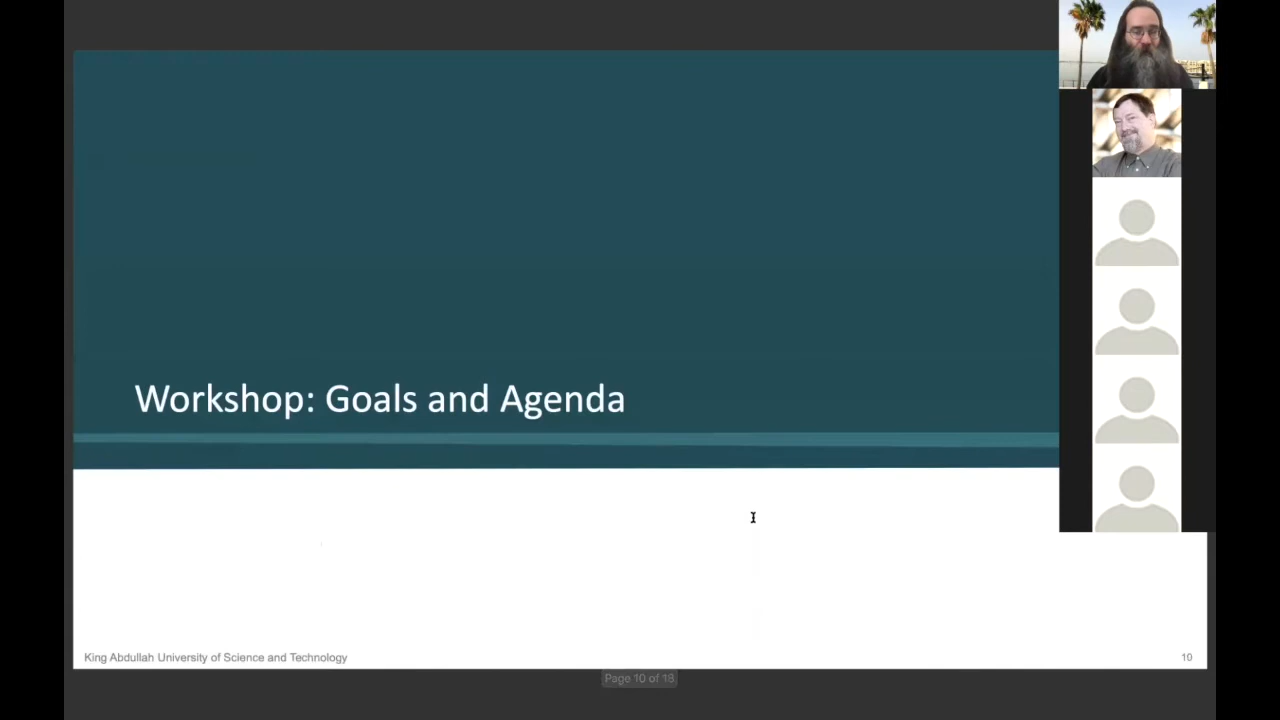 Workshop: Goals and Agenda
King Abdullah University of Science and Technology
10
Page 10 of 18